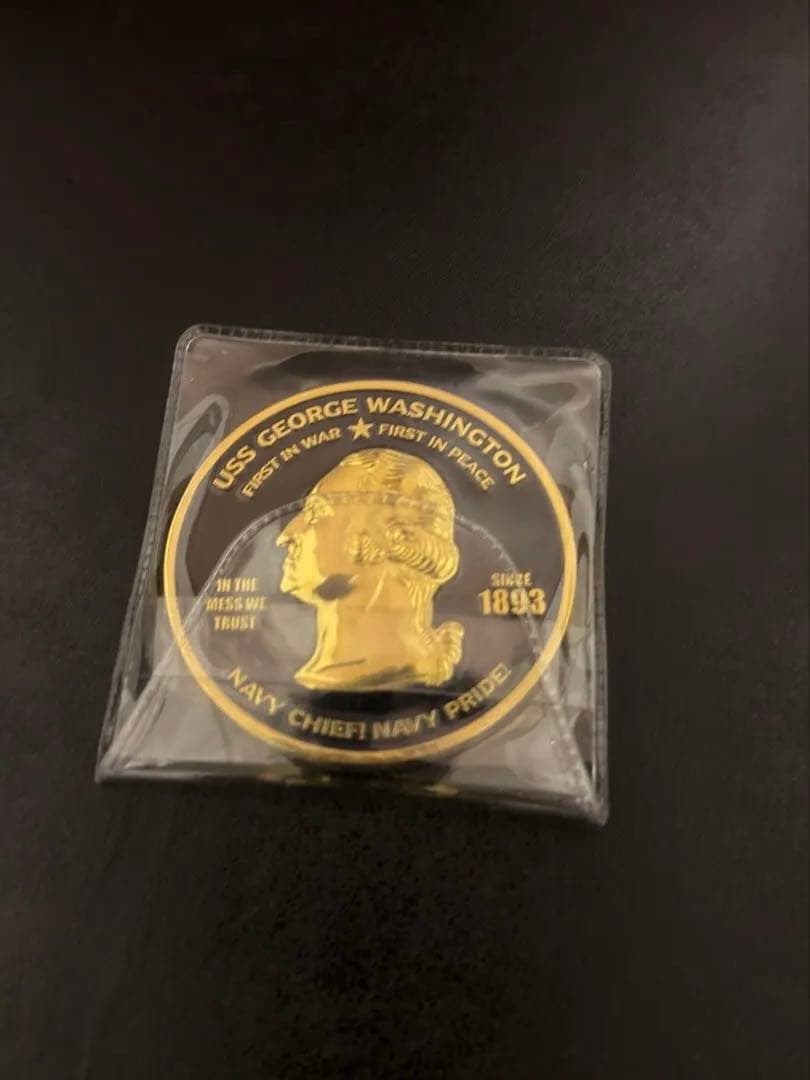 USS GEORGE WASHINGTON
FIRST IN WAR ★ FIRST IN PEACE
IN THE
MESS WE
TRUST
SINCE
1893
NAVY CHIEF! NAVY PRIDE!